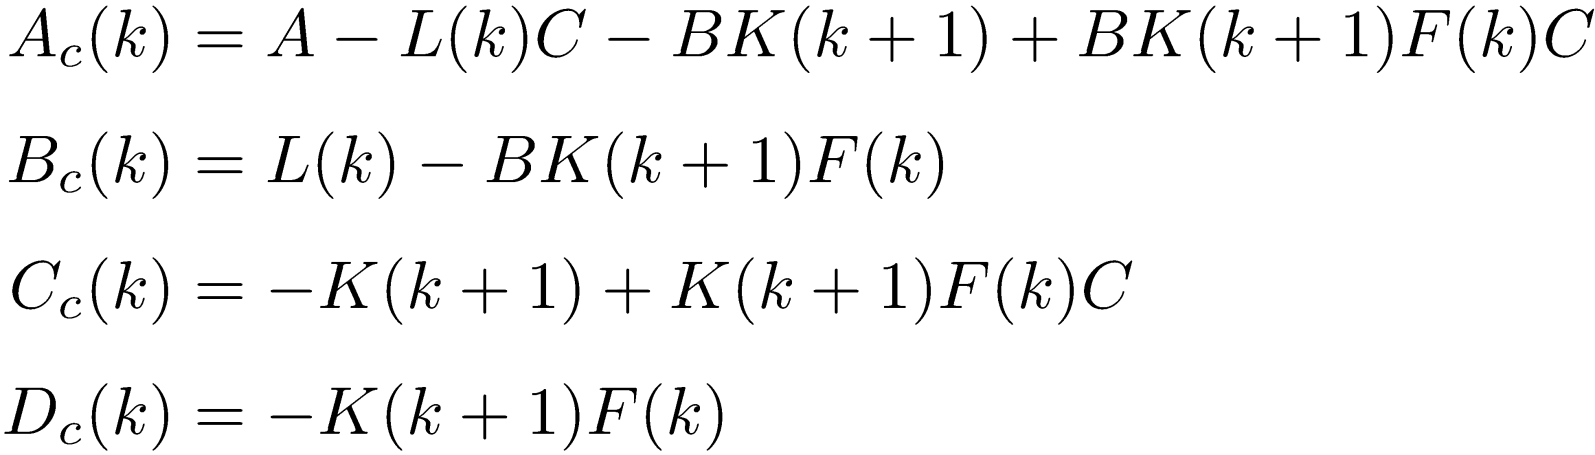 A_c(k) = A − L(k)C − BK(k + 1) + BK(k + 1)F(k)C
B_c(k) = L(k) − BK(k + 1)F(k)
C_c(k) = −K(k + 1) + K(k + 1)F(k)C
D_c(k) = −K(k + 1)F(k)